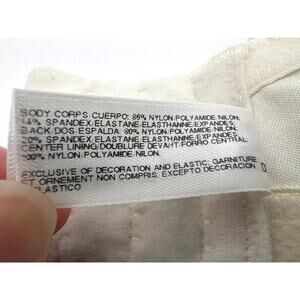 BODY CORPS CUERPO: 86% NYLON/POLYAMIDE/NILON,
14% SPANDEX/ELASTANE/ELASTHANNE/EXPANDEX
BACK DOS ESPALDA: 80% NYLON/POLYAMIDE/NILON,
20% SPANDEX/ELASTANE/ELASTHANNE/EXPANDEX
CENTER LINING/DOUBLURE DEVANT/FORRO CENTRAL:
100% NYLON/POLYAMIDE/NILON.
EXCLUSIVE OF DECORATION AND ELASTIC, GARNITURE
ET ORNEMENT NON COMPRIS, EXCEPTO DECORACION
ELASTICO